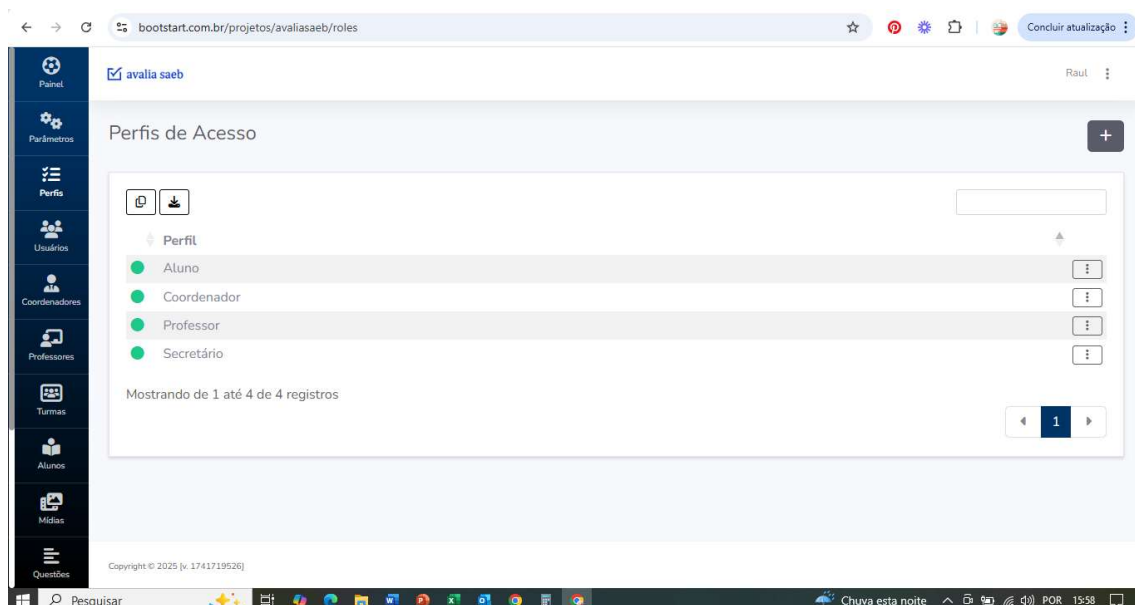 bootstart.com.br/projetos/avaliasaeb/roles
Concluir atualização
Painel
avalia saeb
Raul
Parâmetros
Perfis de Acesso
+
Perfis
Usuários
Perfil
Aluno
Coordenador
Coordenadores
Professor
Professores
Secretário
Mostrando de 1 até 4 de 4 registros
Turmas
1
Alunos
Mídias
Questões
Copyright © 2025 [v. 1741719526]
Pesquisar
Chuva esta noite
POR
15:58